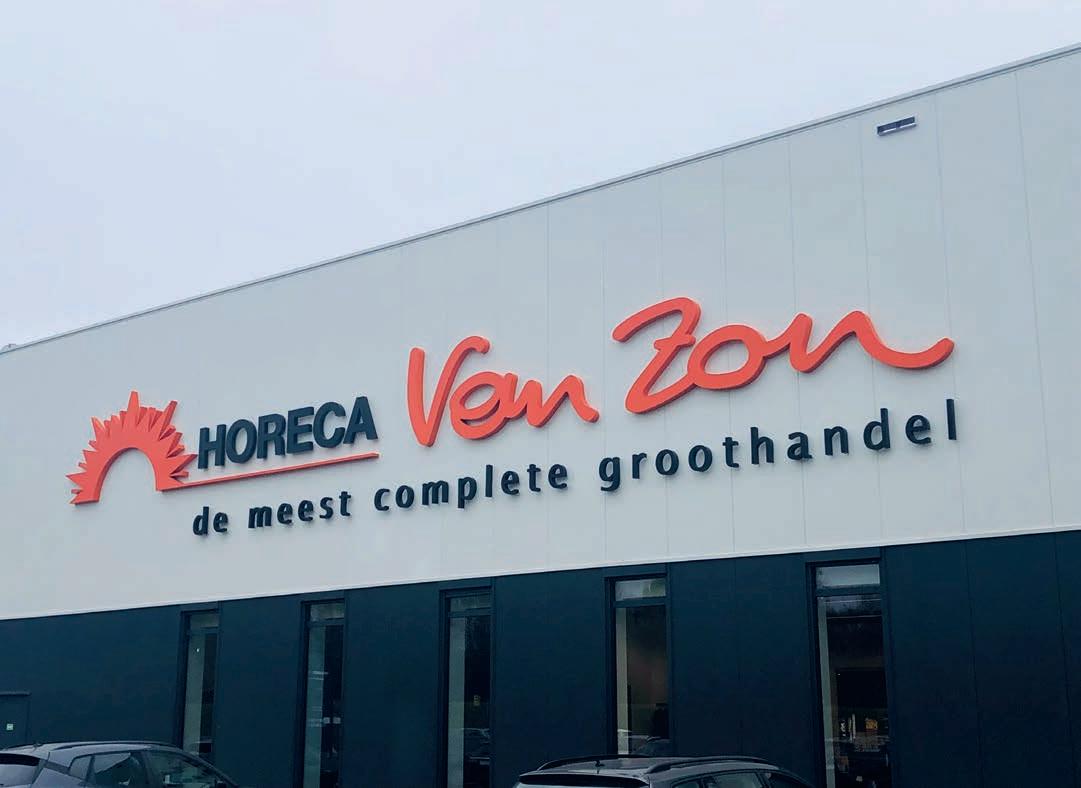 HORECA Van Zon
de meest complete groothandel